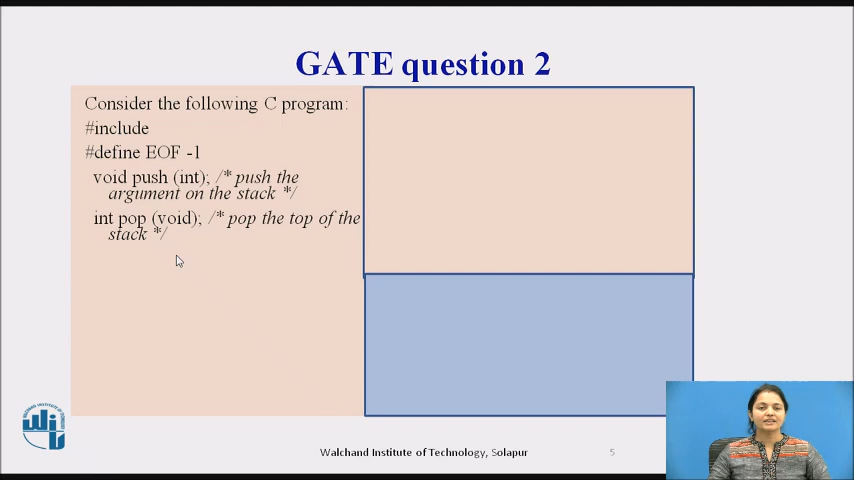 GATE question 2
Consider the following C program:
#include
#define EOF -1
void push (int); /* push the
argument on the stack */
int pop (void); /* pop the top of the
stack */
Walchand Institute of Technology, Solapur
5